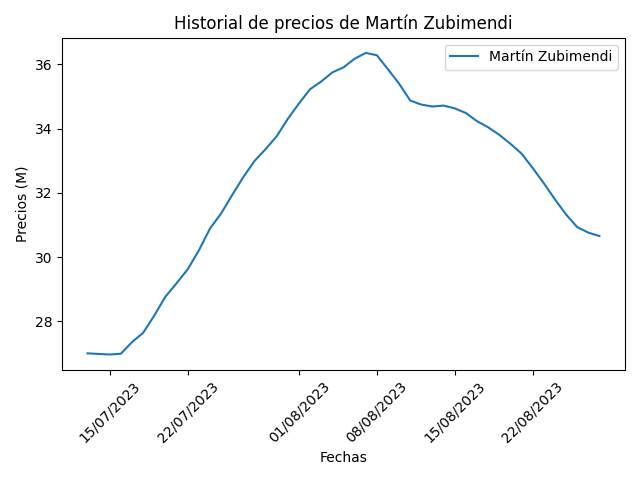 Historial de precios de Martín Zubimendi
Martín Zubimendi
Precios (M)
36
34
32
30
28
15/07/2023
22/07/2023
01/08/2023
08/08/2023
15/08/2023
22/08/2023
Fechas